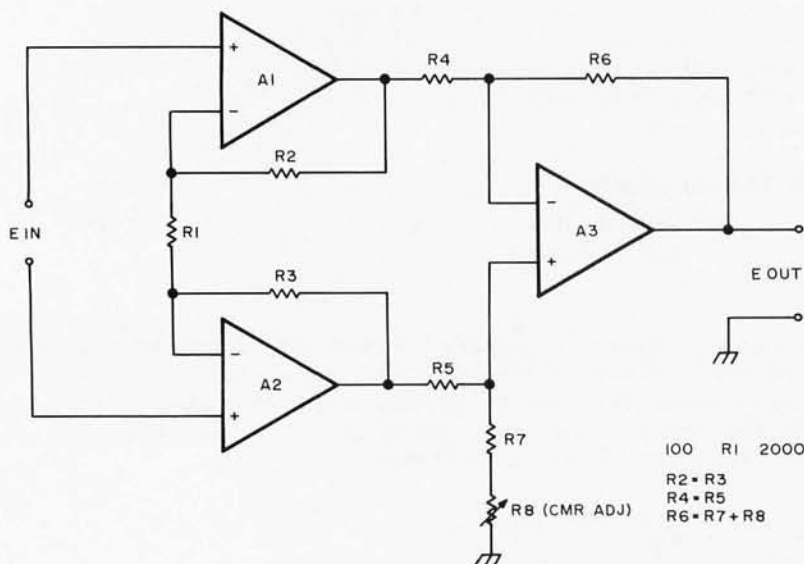 +
A1
−
R4
R6
R2
E IN
R1
−
A3
+
R3
E OUT
−
A2
+
R5
R7
R8 (CMR ADJ)
100 R1 2000
R2=R3
R4=R5
R6=R7+R8